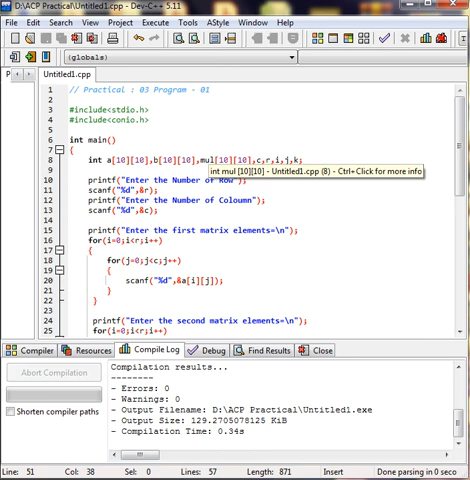 D:\ACP Practical\Untitled1.cpp - Dev-C++ 5.11
File Edit Search View Project Execute Tools AStyle Window Help
(globals)
P Untitled1.cpp
1 // Practical : 03 Program - 01
2
3 #include<stdio.h>
4 #include<conio.h>
5
6 int main()
7 {
8 int a[10][10],b[10][10],mul[10][10],c,r,i,j,k;
int mul [10][10] - Untitled1.cpp (8) - Ctrl+Click for more info
9
10 printf("Enter the Number of Row");
11 scanf("%d",&r);
12 printf("Enter the Number of Coloumn");
13 scanf("%d",&c);
14
15 printf("Enter the first matrix elements=\n");
16 for(i=0;i<r;i++)
17 {
18 for(j=0;j<c;j++)
19 {
20 scanf("%d",&a[i][j]);
21 }
22 }
23
24 printf("Enter the second matrix elements=\n");
25 for(i=0;i<r;i++)
Compiler Resources Compile Log Debug Find Results Close
Abort Compilation
Shorten compiler paths
Compilation results...
--------
- Errors: 0
- Warnings: 0
- Output Filename: D:\ACP Practical\Untitled1.exe
- Output Size: 129.2705078125 KiB
- Compilation Time: 0.34s
Line: 51 Col: 38 Sel: 0 Lines: 57 Length: 871 Insert Done parsing in 0 seco